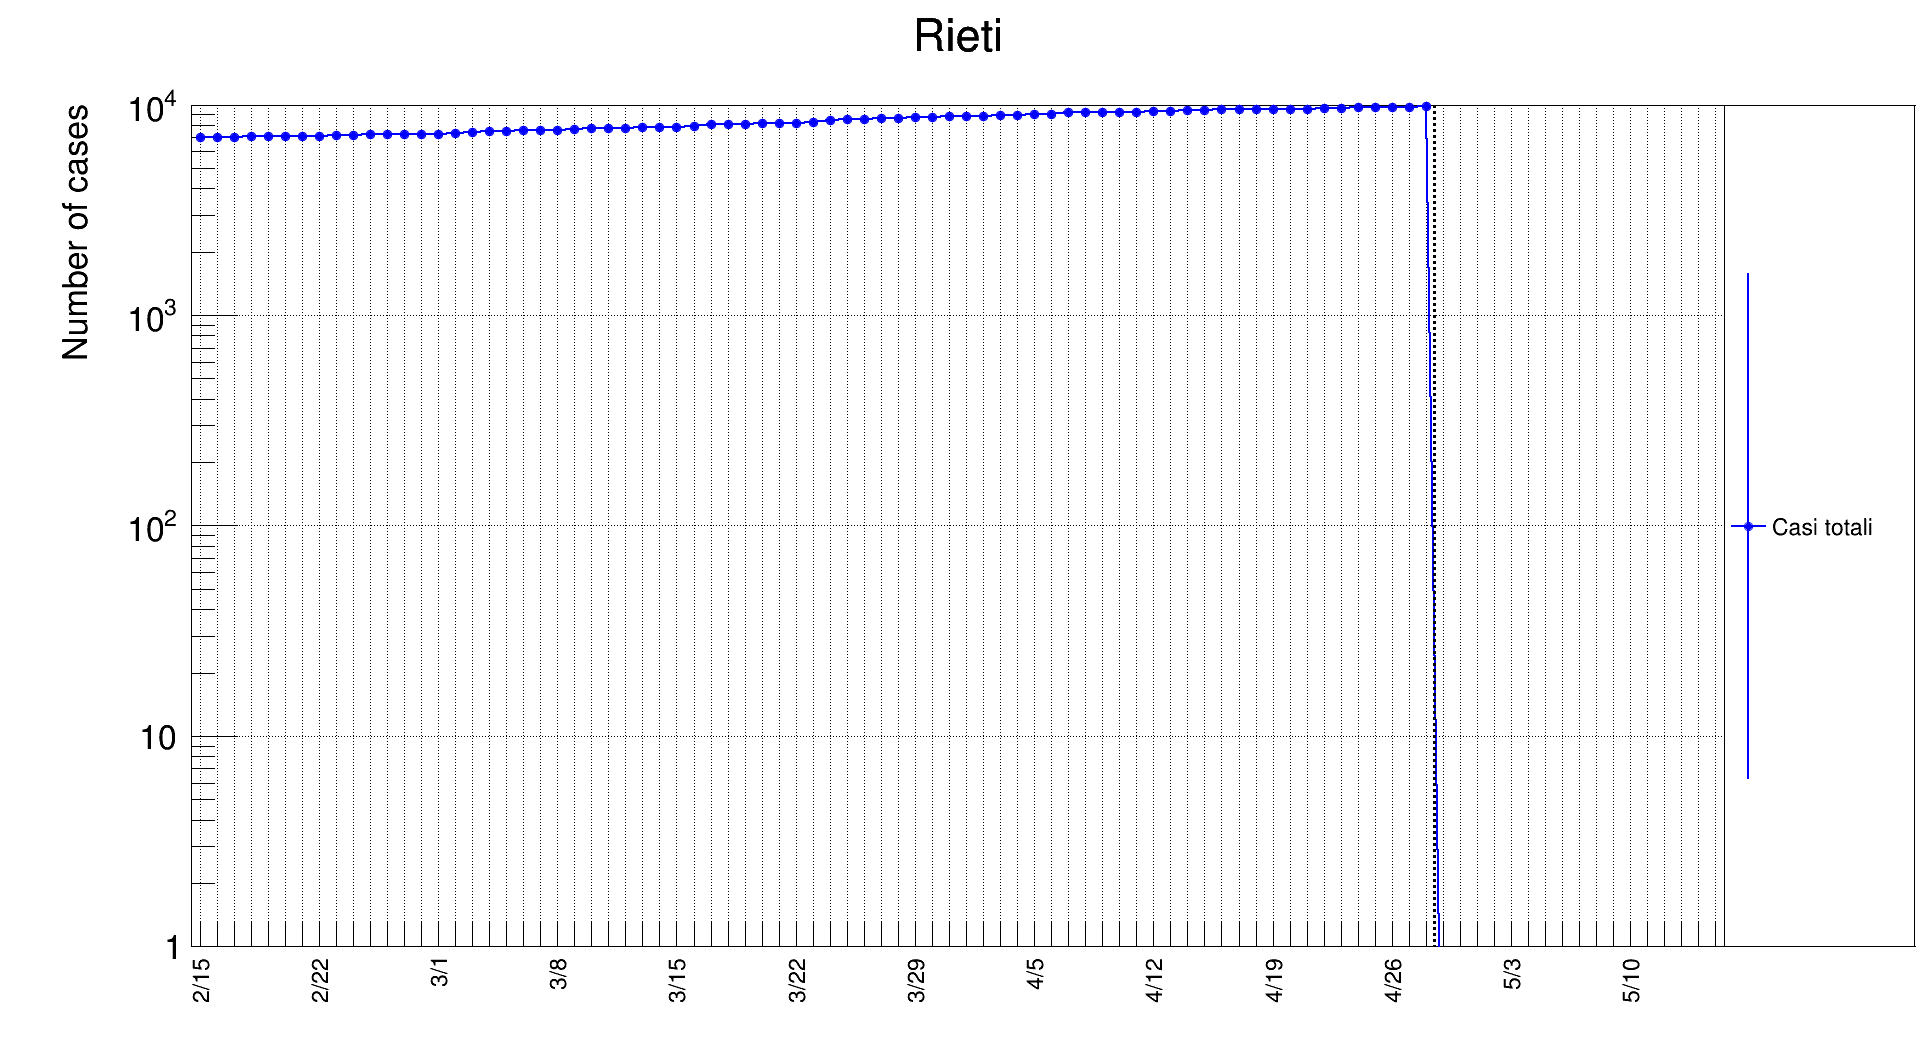 Rieti
Number of cases
10^4
10^3
10^2
10
1
2/15 2/22 3/1 3/8 3/15 3/22 3/29 4/5 4/12 4/19 4/26 5/3 5/10
Casi totali